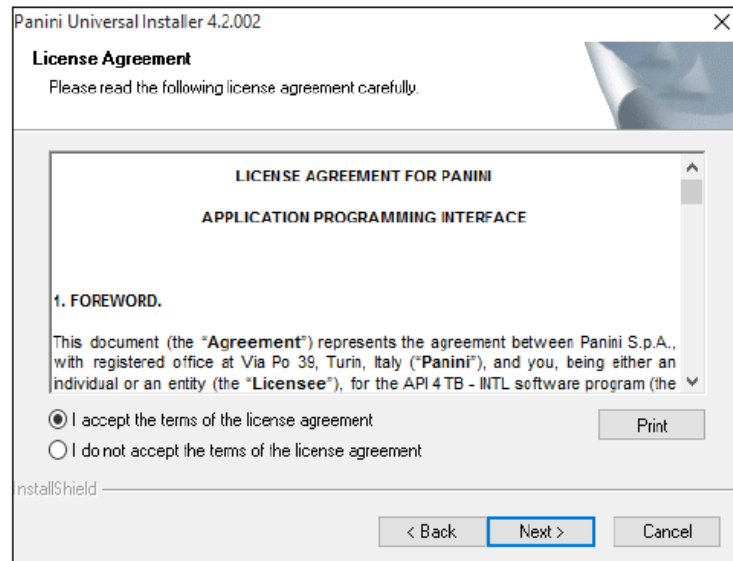 Panini Universal Installer 4.2.002
License Agreement
Please read the following license agreement carefully.
LICENSE AGREEMENT FOR PANINI
APPLICATION PROGRAMMING INTERFACE
1. FOREWORD.
This document (the “Agreement”) represents the agreement between Panini S.p.A.,
with registered office at Via Po 39, Turin, Italy (“Panini”), and you, being either an
individual or an entity (the “Licensee”), for the API 4 TB - INTL software program (the
I accept the terms of the license agreement
Print
I do not accept the terms of the license agreement
InstallShield
< Back
Next >
Cancel